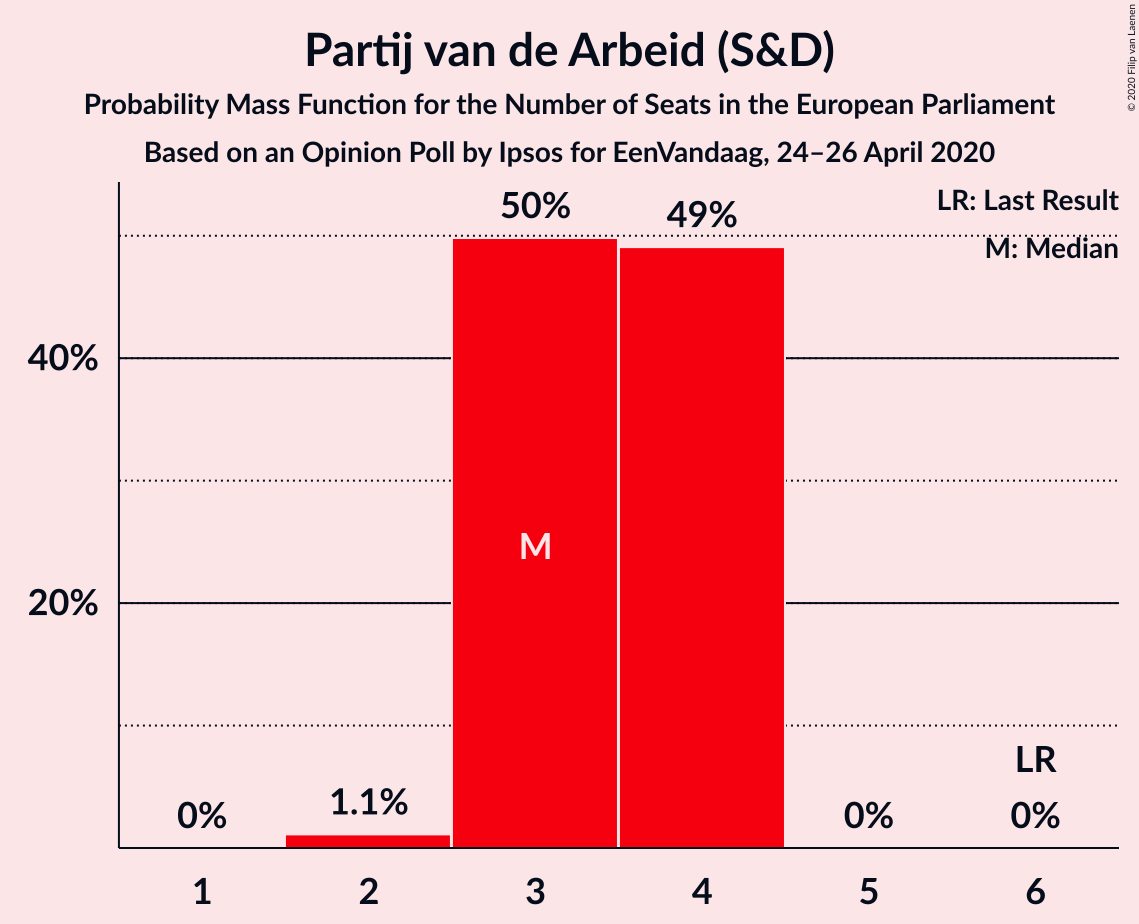 Partij van de Arbeid (S&D)
Probability Mass Function for the Number of Seats in the European Parliament
Based on an Opinion Poll by Ipsos for EenVandaag, 24–26 April 2020
© 2020 Filip van Laenen
LR: Last Result
M: Median
50%
49%
40%
M
20%
LR
0%
1.1%
0%
0%
1
2
3
4
5
6